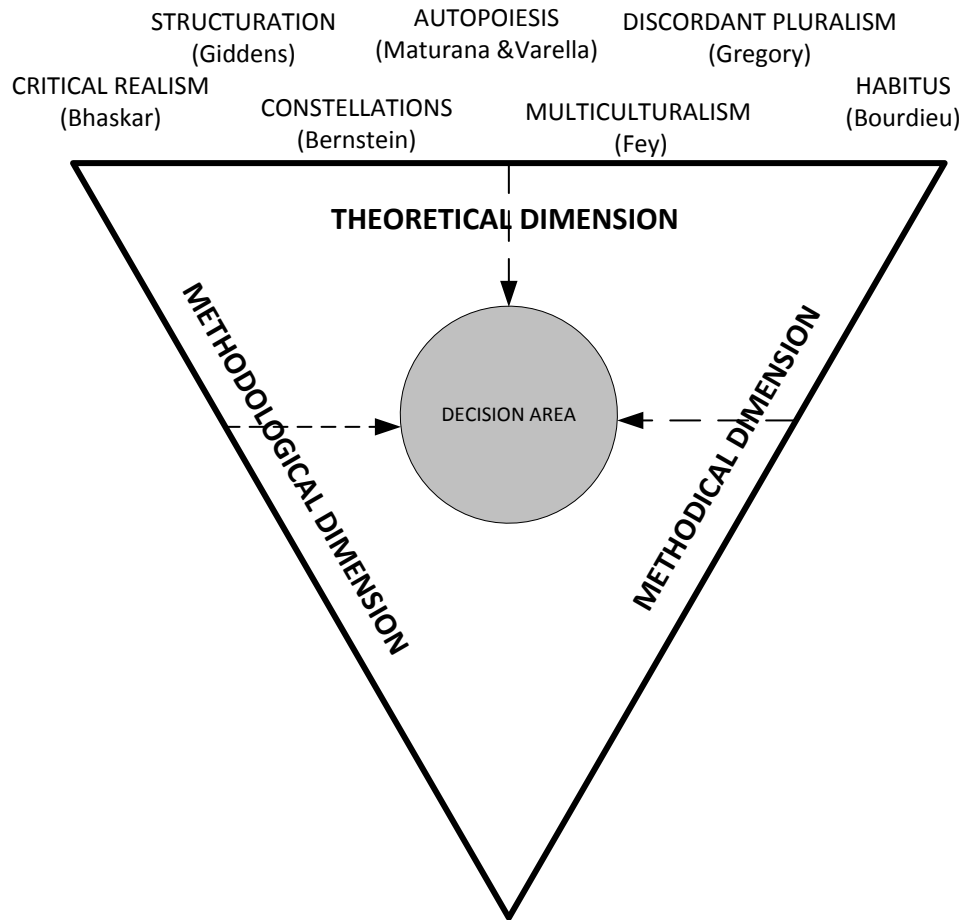 STRUCTURATION
(Giddens)
AUTOPOIESIS
(Maturana &Varella)
DISCORDANT PLURALISM
(Gregory)
CRITICAL REALISM
(Bhaskar)
CONSTELLATIONS
(Bernstein)
MULTICULTURALISM
(Fey)
HABITUS
(Bourdieu)
THEORETICAL DIMENSION
METHODOLOGICAL DIMENSION
DECISION AREA
METHODICAL DIMENSION